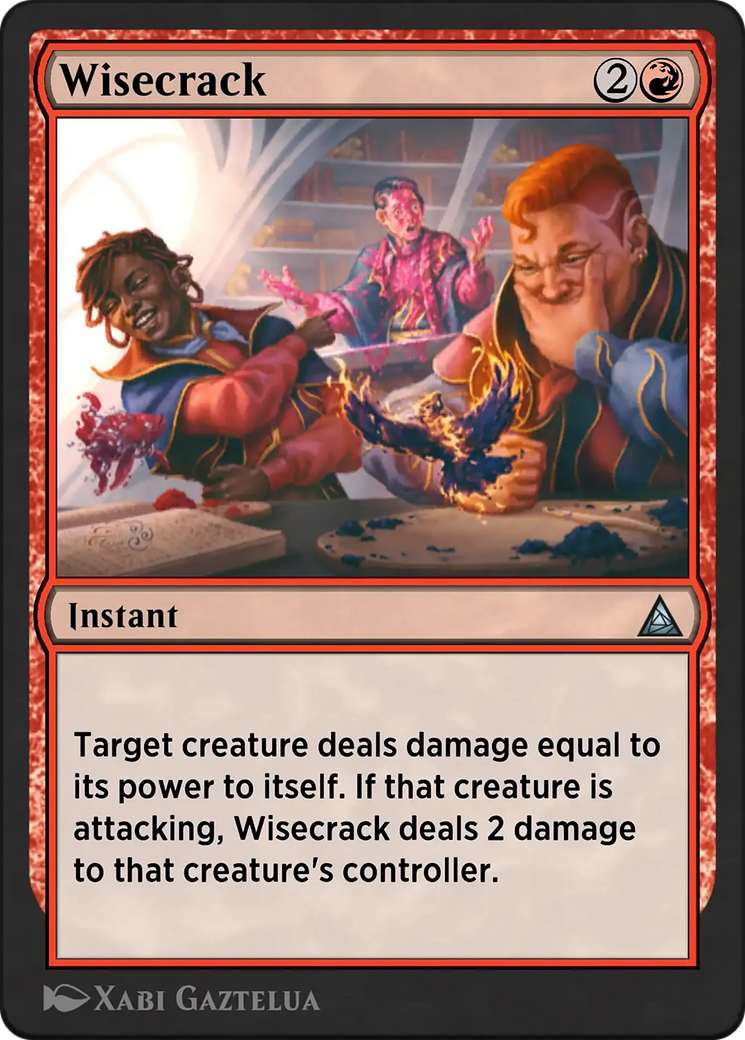 Wisecrack
2
Instant
Target creature deals damage equal to
its power to itself. If that creature is
attacking, Wisecrack deals 2 damage
to that creature's controller.
Xabi Gaztelua